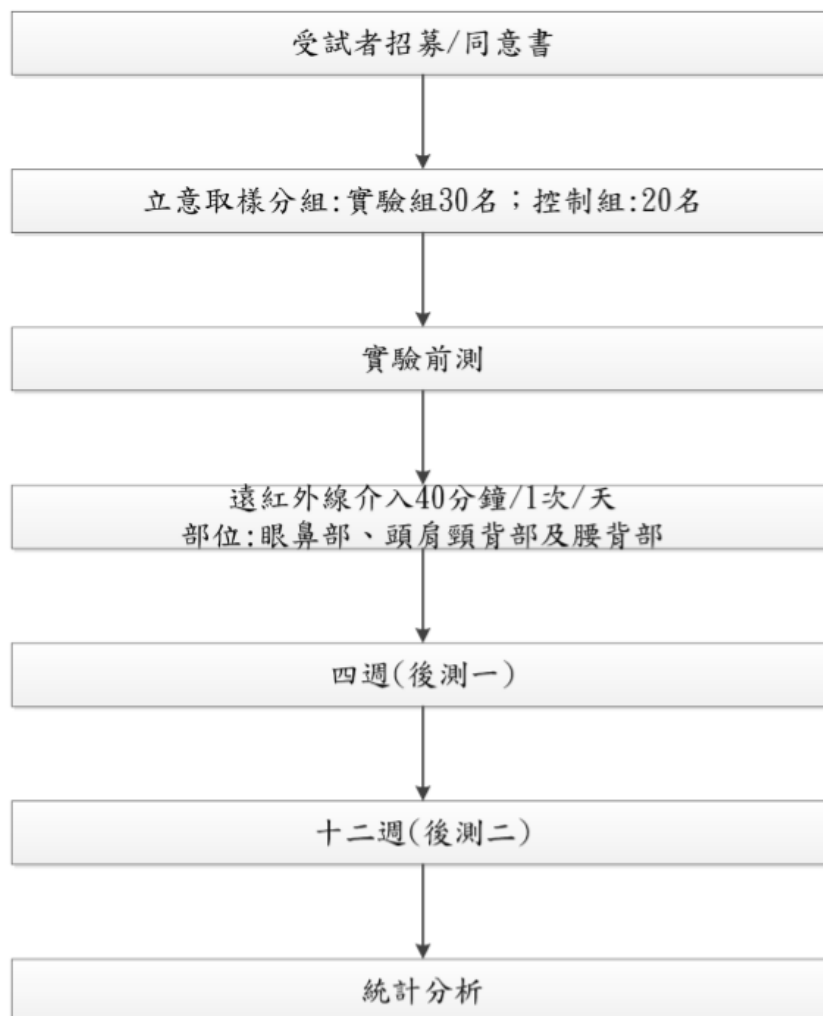 受試者招募/同意書
立意取樣分組:實驗組30名；控制組:20名
實驗前測
遠紅外線介入40分鐘/1次/天
部位:眼鼻部、頭肩頸背部及腰背部
四週(後測一)
十二週(後測二)
統計分析